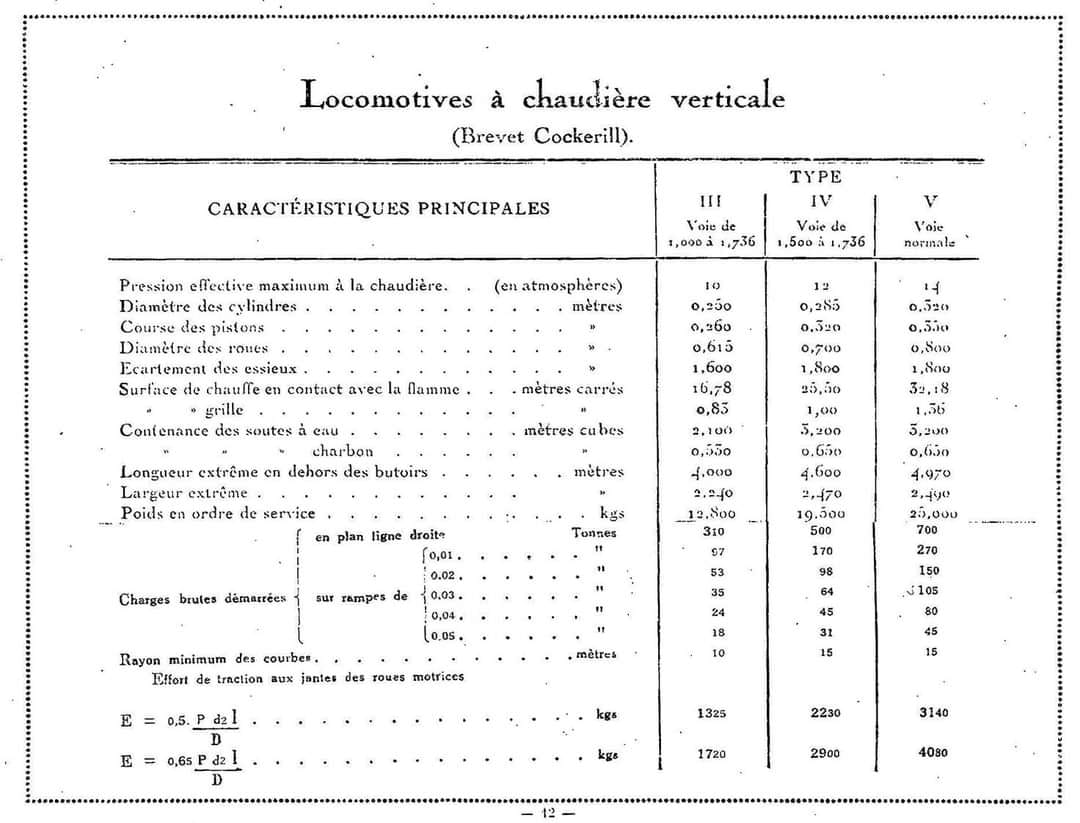 Locomotives à chaudière verticale
(Brevet Cockerill).
CARACTÉRISTIQUES PRINCIPALES
TYPE
III IV V
Voie de Voie de Voie
1,000 à 1,736 1,500 à 1,736 normale
Pression effective maximum à la chaudière. . (en atmosphères) 10 12 14
Diamètre des cylindres . . . . . . . . . . . . . mètres 0,250 0,285 0,320
Course des pistons . . . . . . . . . . . . . » 0,260 0,320 0,350
Diamètre des roues . . . . . . . . . . . . . » 0,615 0,700 0,800
Ecartement des essieux . . . . . . . . . . . . » 1,600 1,800 1,800
Surface de chauffe en contact avec la flamme . . . mètres carrés 16,78 25,50 32,18
» » grille . . . . . . . . . . . . » 0,83 1,00 1,36
Contenance des soutes à eau . . . . . . . . mètres cubes 2,100 3,200 3,200
» » » charbon . . . . . . » 0,550 0.650 0,650
Longueur extrême en dehors des butoirs . . . . . . mètres 4,000 4,600 4,970
Largeur extrême . . . . . . . . . . . . » 2,240 2,470 2,490
Poids en ordre de service . . . . . . . . . . . kgs 12,800 19.500 25,000
en plan ligne droite Tonnes 310 500 700
0,01 . . . . . . " 97 170 270
0.02 . . . . . . " 53 98 150
Charges brutes démarrées sur rampes de 0,03 . . . . . . " 35 64 105
0,04 . . . . . . " 24 45 80
0.05 . . . . . . " 18 31 45
Rayon minimum des courbes . . . . . . . . . . . mètres 10 15 15
Effort de traction aux jantes des roues motrices
E = 0,5. P d2 l . . . . . . . . . . . . . . . kgs 1325 2230 3140
D
E = 0,65 P d2 l . . . . . . . . . . . . . . . kgs 1720 2900 4080
D
— 12 —